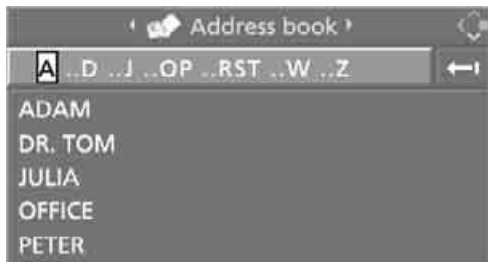 Address book
A ..D ..J ..OP ..RST ..W ..Z
ADAM
DR. TOM
JULIA
OFFICE
PETER